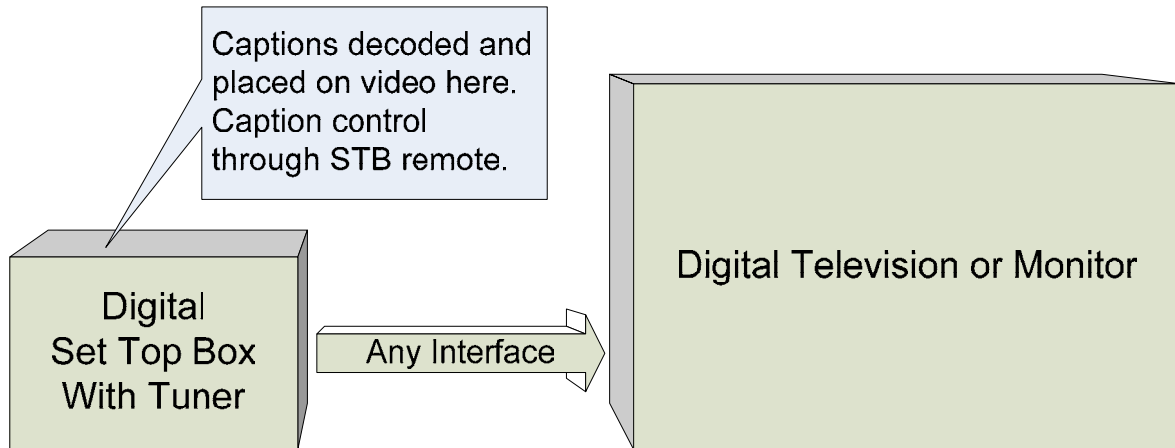 Captions decoded and
placed on video here.
Caption control
through STB remote.
Digital
Set Top Box
With Tuner
Any Interface
Digital Television or Monitor